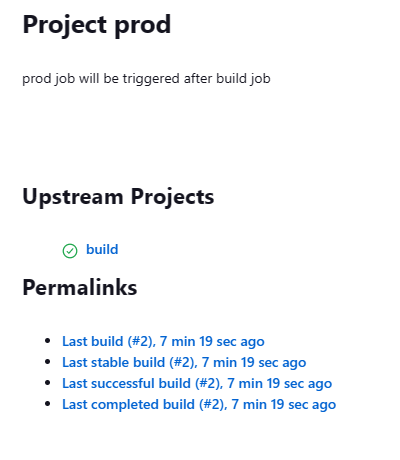 Project prod
prod job will be triggered after build job
Upstream Projects
build
Permalinks
Last build (#2), 7 min 19 sec ago
Last stable build (#2), 7 min 19 sec ago
Last successful build (#2), 7 min 19 sec ago
Last completed build (#2), 7 min 19 sec ago